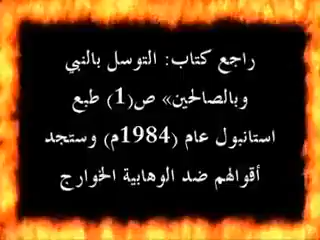 راجع كتاب: التوسل بالنبي
وبالصالحين» ص(1) طبع
استانبول عام (1984م) وستجد
أقوالهم ضد الوهابية الخوارج